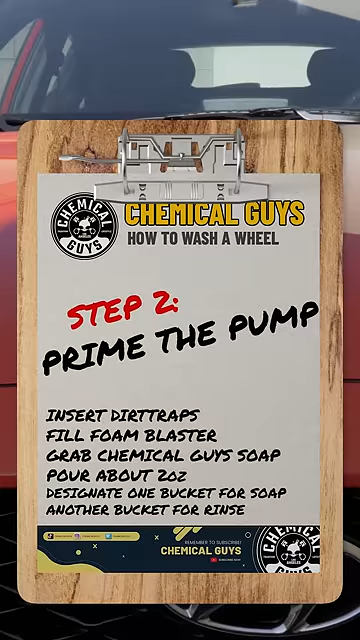 CHEMICAL GUYS
CHEMICAL GUYS
HOW TO WASH A WHEEL
STEP 2:
PRIME THE PUMP
INSERT DIRTTRAPS
FILL FOAM BLASTER
GRAB CHEMICAL GUYS SOAP
POUR ABOUT 2OZ
DESIGNATE ONE BUCKET FOR SOAP
ANOTHER BUCKET FOR RINSE
REMEMBER TO SUBSCRIBE!
CHEMICAL GUYS
SUBSCRIBE NOW
CHEMICAL GUYS